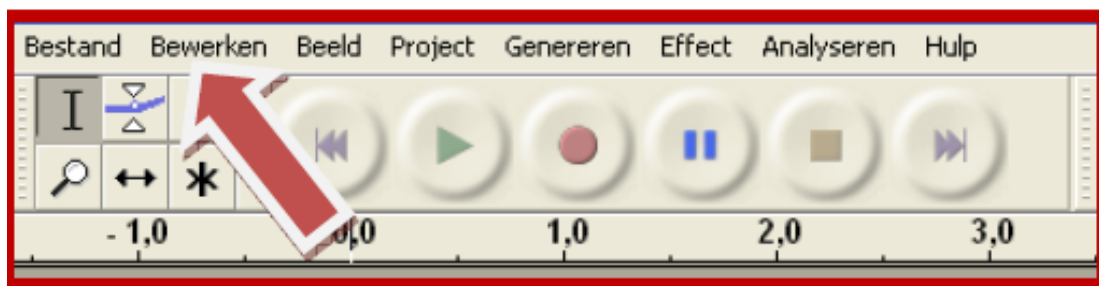 Bestand Bewerken Beeld Project Genereren Effect Analyseren Hulp
- 1,0 0,0 1,0 2,0 3,0